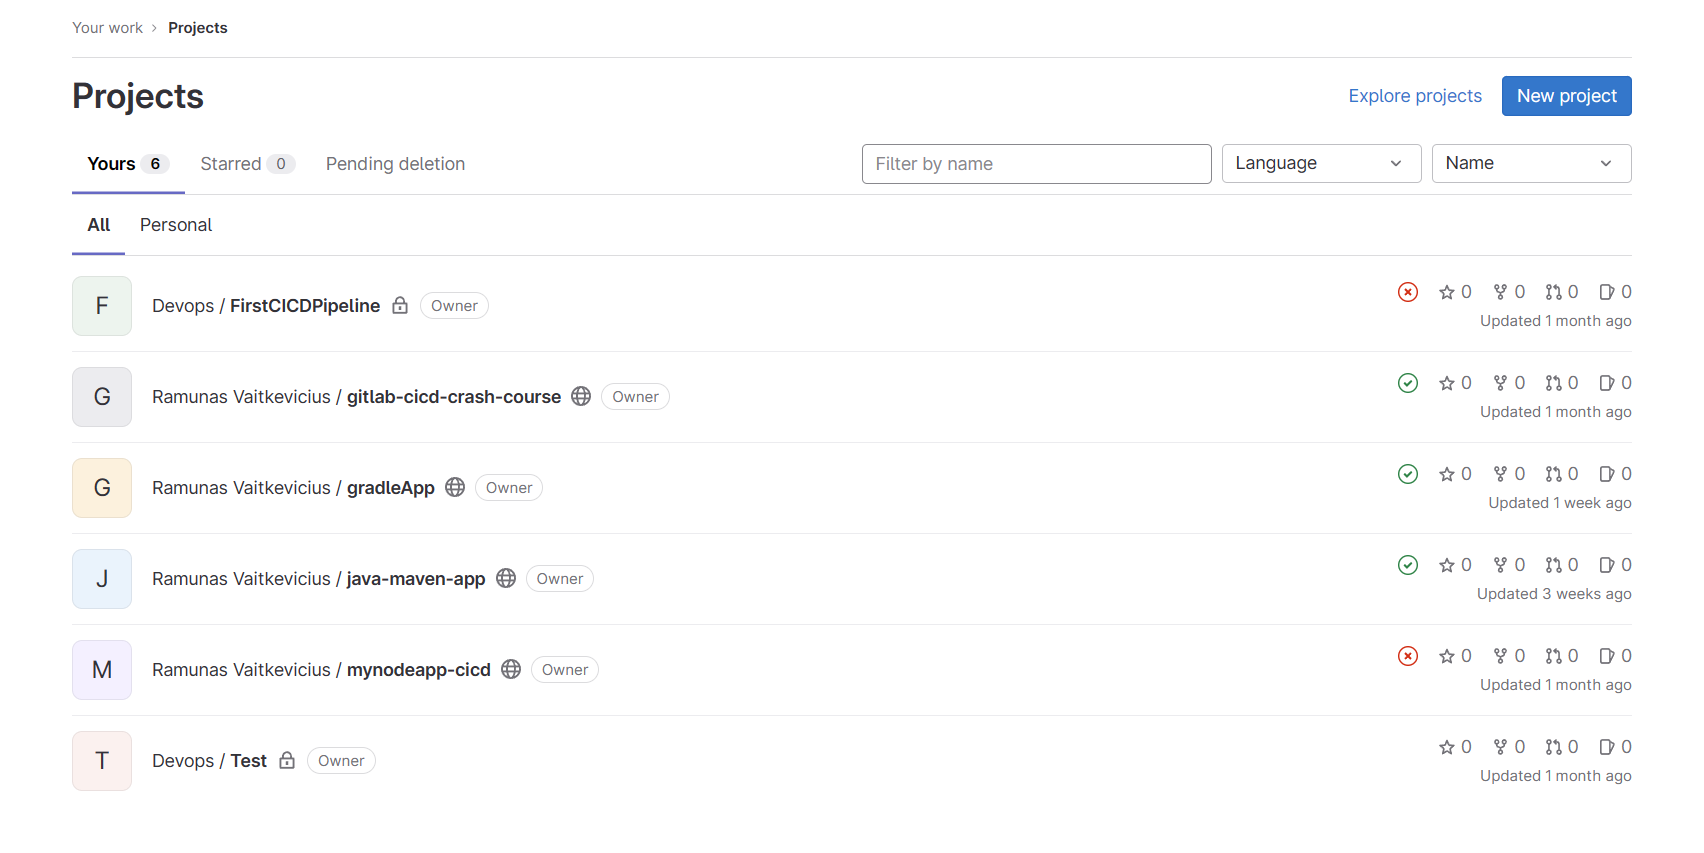 Your work › Projects
Projects
Explore projects
New project
Yours 6
Starred 0
Pending deletion
Filter by name
Language
Name
All
Personal
F
Devops / FirstCICDPipeline
Owner
0 0 0 0
Updated 1 month ago
G
Ramunas Vaitkevicius / gitlab-cicd-crash-course
Owner
0 0 0 0
Updated 1 month ago
G
Ramunas Vaitkevicius / gradleApp
Owner
0 0 0 0
Updated 1 week ago
J
Ramunas Vaitkevicius / java-maven-app
Owner
0 0 0 0
Updated 3 weeks ago
M
Ramunas Vaitkevicius / mynodeapp-cicd
Owner
0 0 0 0
Updated 1 month ago
T
Devops / Test
Owner
0 0 0 0
Updated 1 month ago